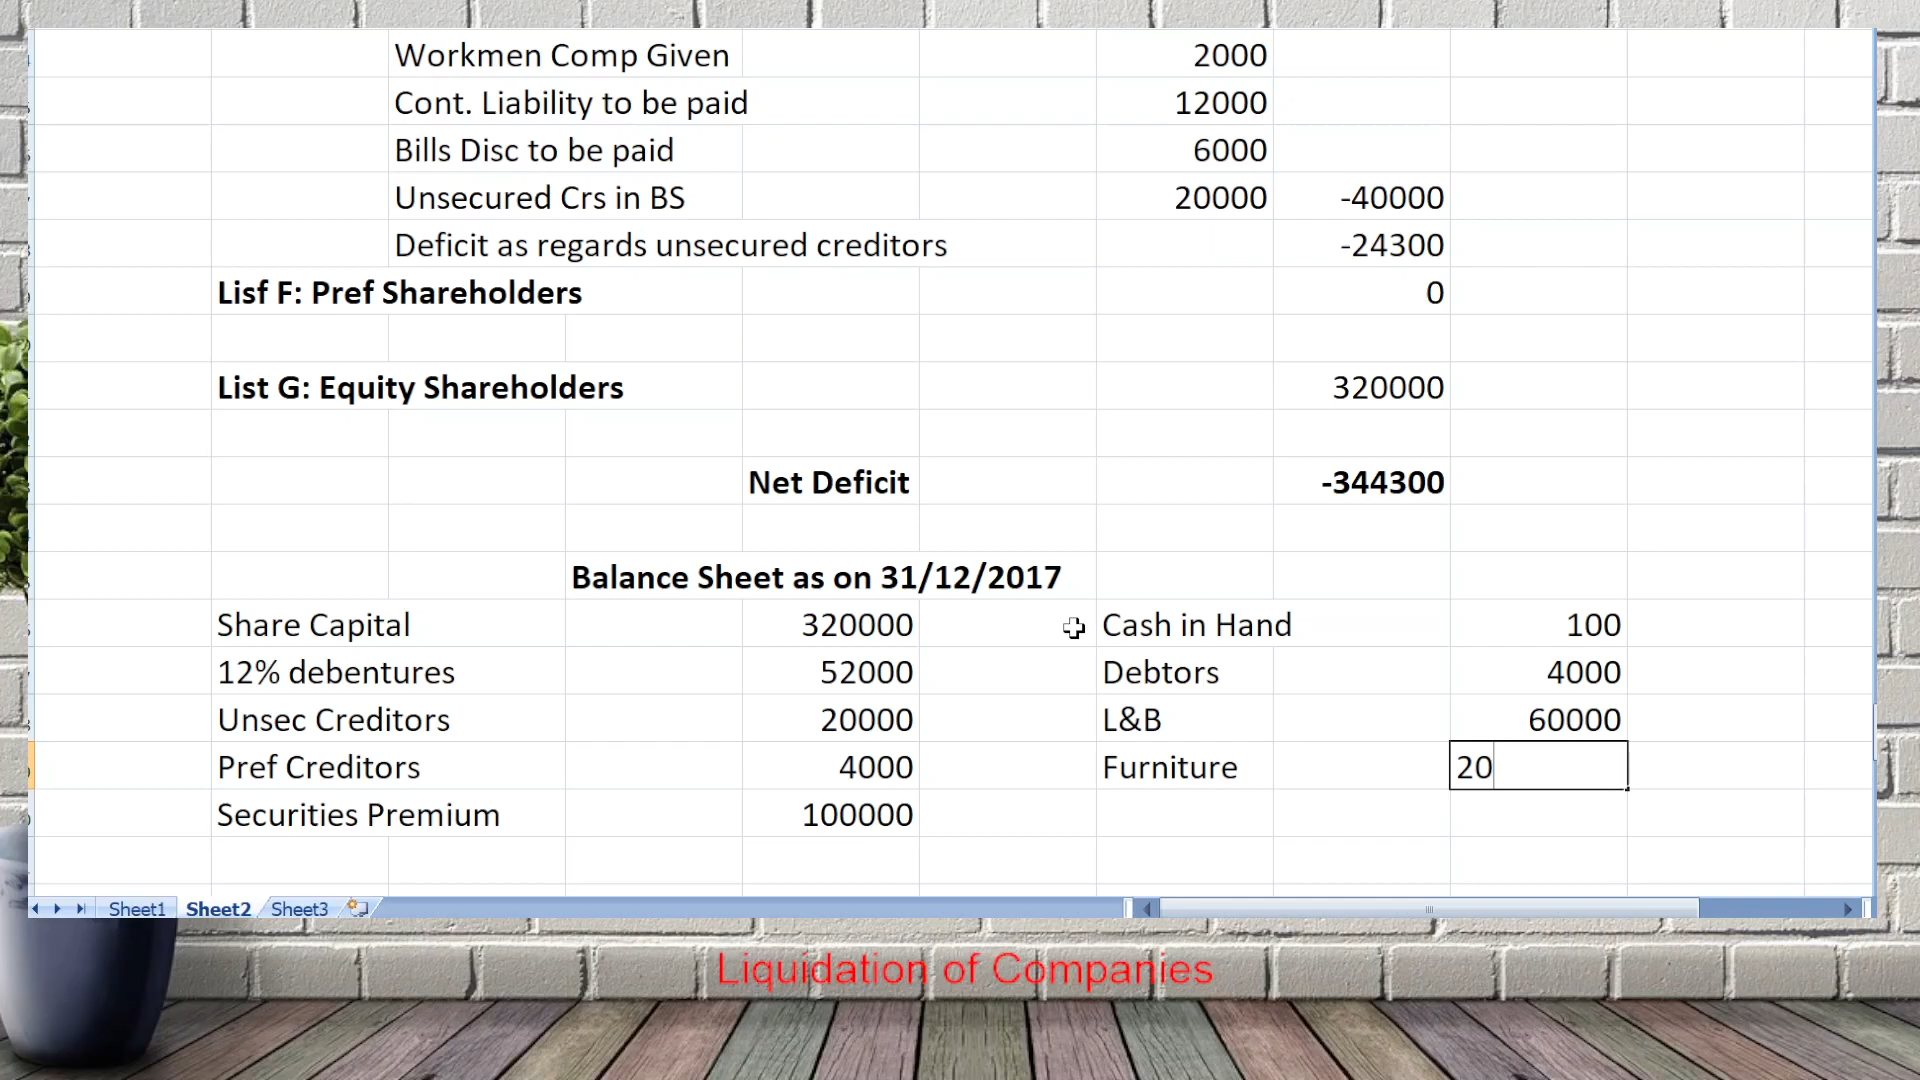 Workmen Comp Given 2000
Cont. Liability to be paid 12000
Bills Disc to be paid 6000
Unsecured Crs in BS 20000 -40000
Deficit as regards unsecured creditors -24300
Lisf F: Pref Shareholders 0
List G: Equity Shareholders 320000
Net Deficit -344300
Balance Sheet as on 31/12/2017
Share Capital 320000 Cash in Hand 100
12% debentures 52000 Debtors 4000
Unsec Creditors 20000 L&B 60000
Pref Creditors 4000 Furniture 20
Securities Premium 100000
Sheet1 Sheet2 Sheet3
Liquidation of Companies